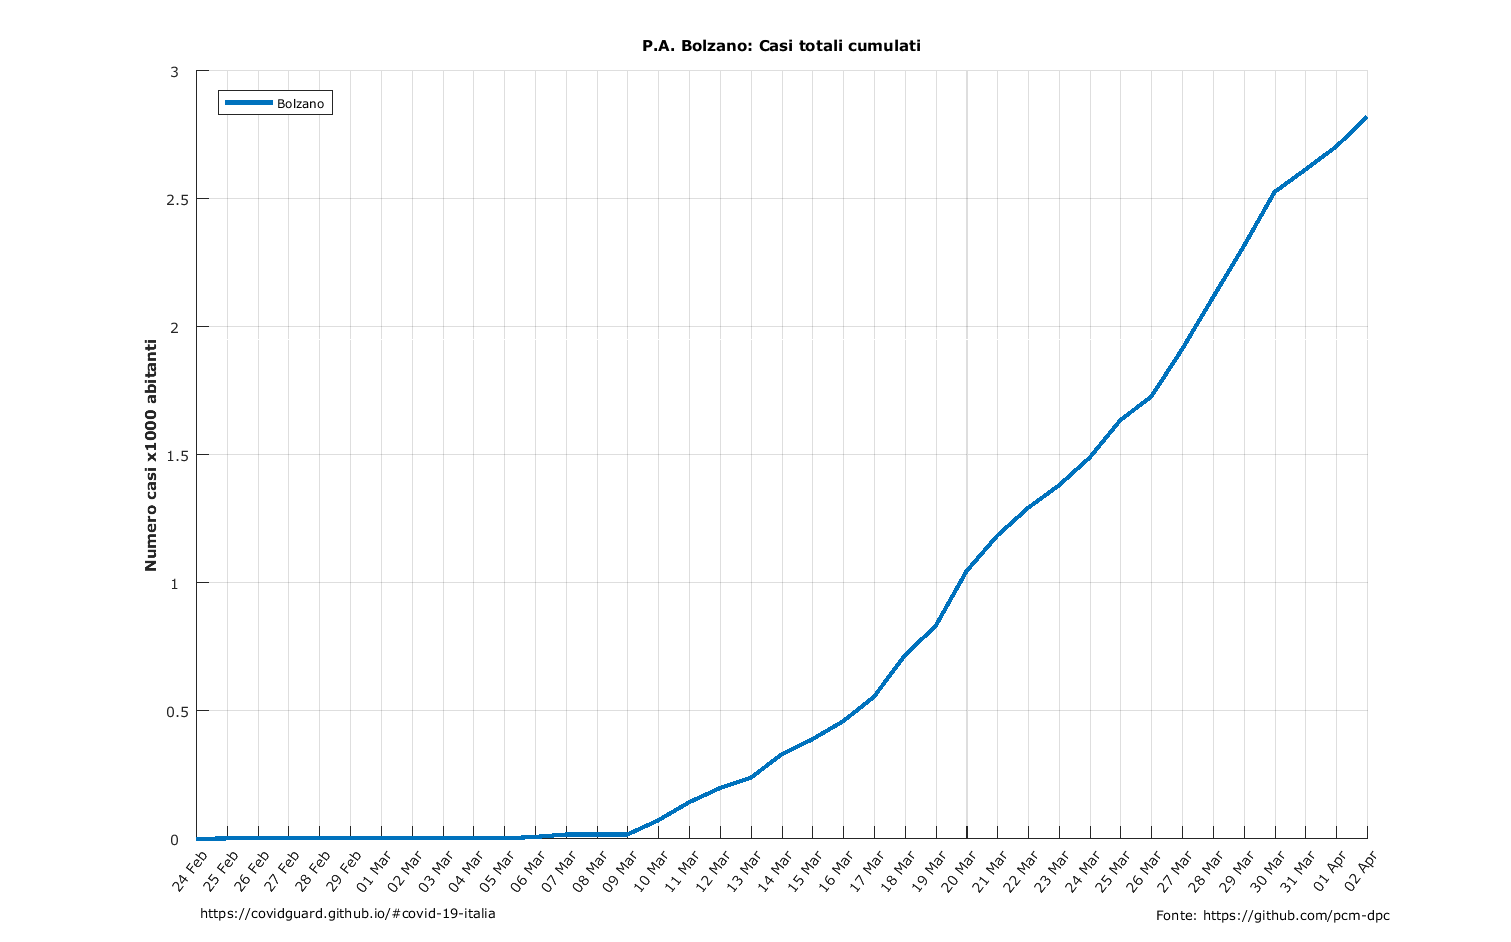 P.A. Bolzano: Casi totali cumulati
Bolzano
Numero casi x1000 abitanti
3
2.5
2
1.5
1
0.5
0
24 Feb
25 Feb
26 Feb
27 Feb
28 Feb
29 Feb
01 Mar
02 Mar
03 Mar
04 Mar
05 Mar
06 Mar
07 Mar
08 Mar
09 Mar
10 Mar
11 Mar
12 Mar
13 Mar
14 Mar
15 Mar
16 Mar
17 Mar
18 Mar
19 Mar
20 Mar
21 Mar
22 Mar
23 Mar
24 Mar
25 Mar
26 Mar
27 Mar
28 Mar
29 Mar
30 Mar
31 Mar
01 Apr
02 Apr
https://covidguard.github.io/#covid-19-italia
Fonte: https://github.com/pcm-dpc